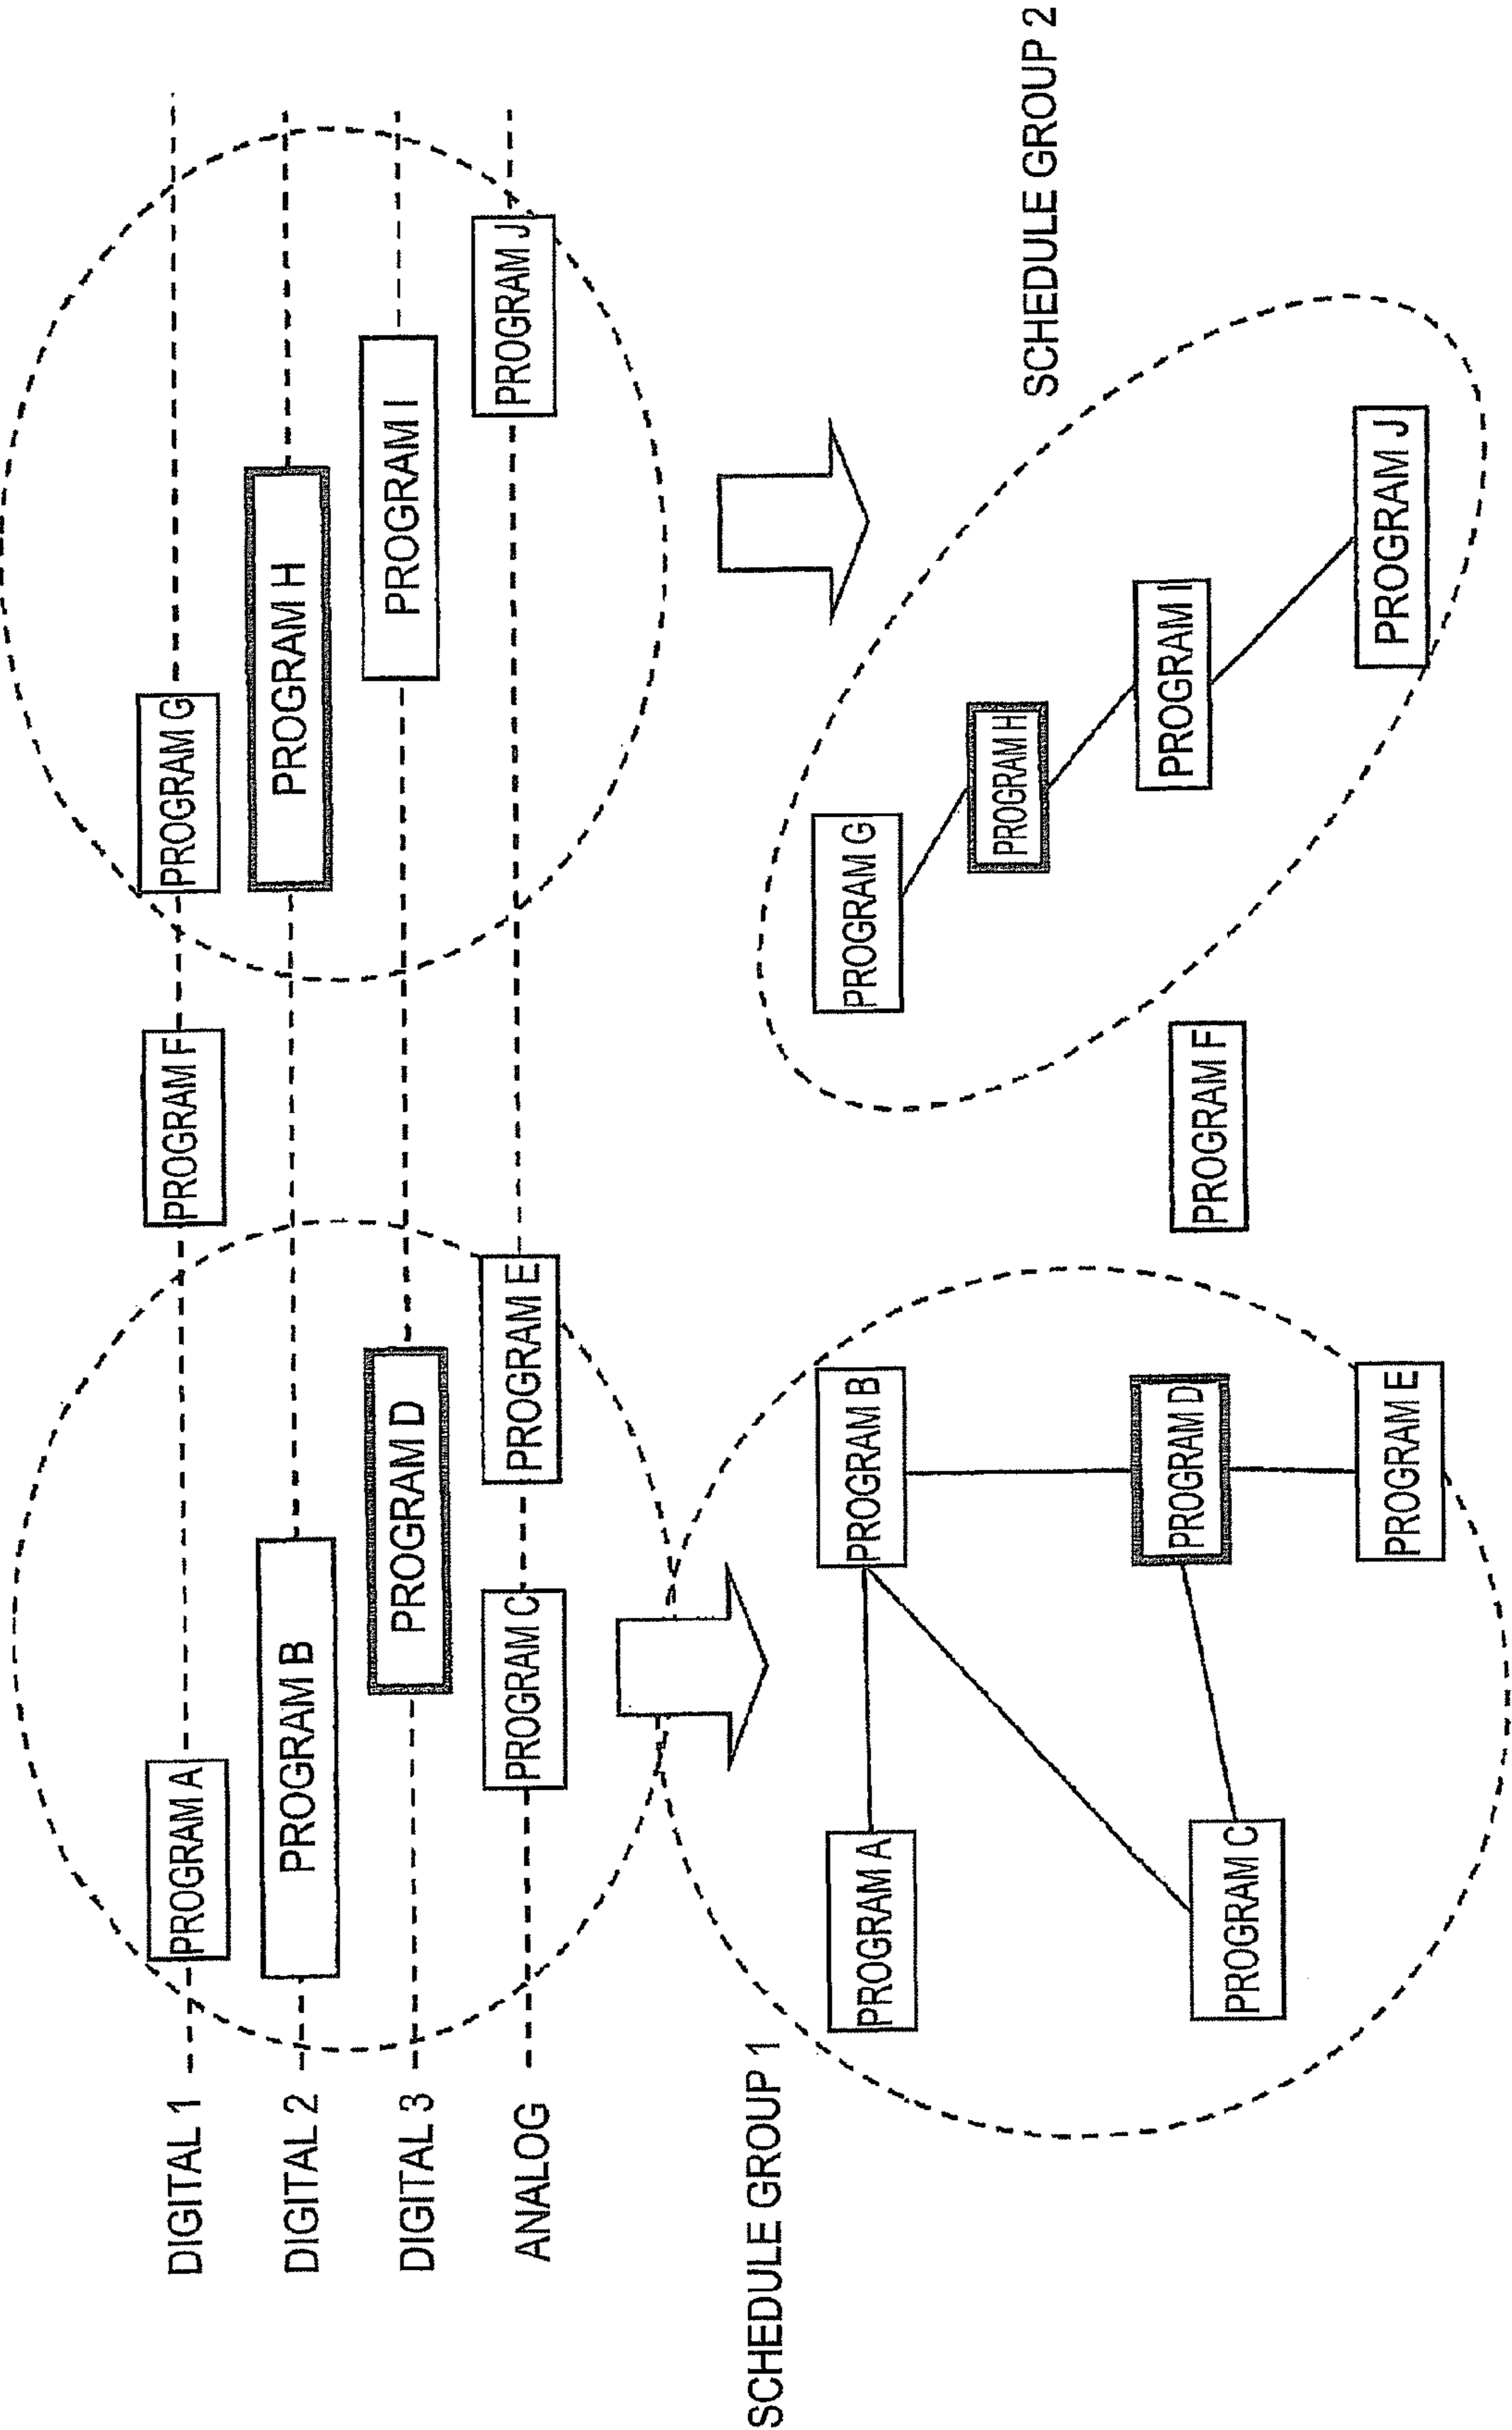 DIGITAL 1
PROGRAM A
PROGRAM F
PROGRAM G
DIGITAL 2
PROGRAM B
PROGRAM H
DIGITAL 3
PROGRAM D
PROGRAM I
ANALOG
PROGRAM C
PROGRAM E
PROGRAM J
SCHEDULE GROUP 1
PROGRAM A
PROGRAM B
PROGRAM C
PROGRAM D
PROGRAM E
PROGRAM F
SCHEDULE GROUP 2
PROGRAM G
PROGRAM H
PROGRAM I
PROGRAM J